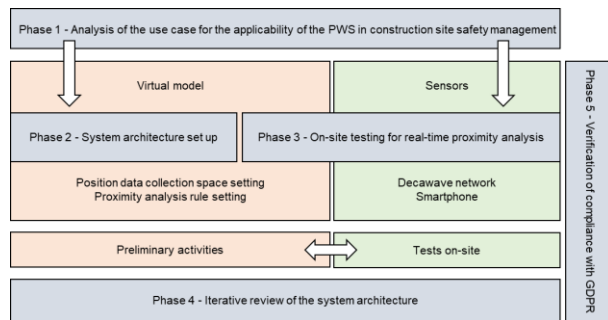 Phase 1 - Analysis of the use case for the applicability of the PWS in construction site safety management
Virtual model
Sensors
Phase 2 - System architecture set up
Phase 3 - On-site testing for real-time proximity analysis
Position data collection space setting
Proximity analysis rule setting
Decawave network
Smartphone
Preliminary activities
Tests on-site
Phase 4 - Iterative review of the system architecture
Phase 5 - Verification of compliance with GDPR